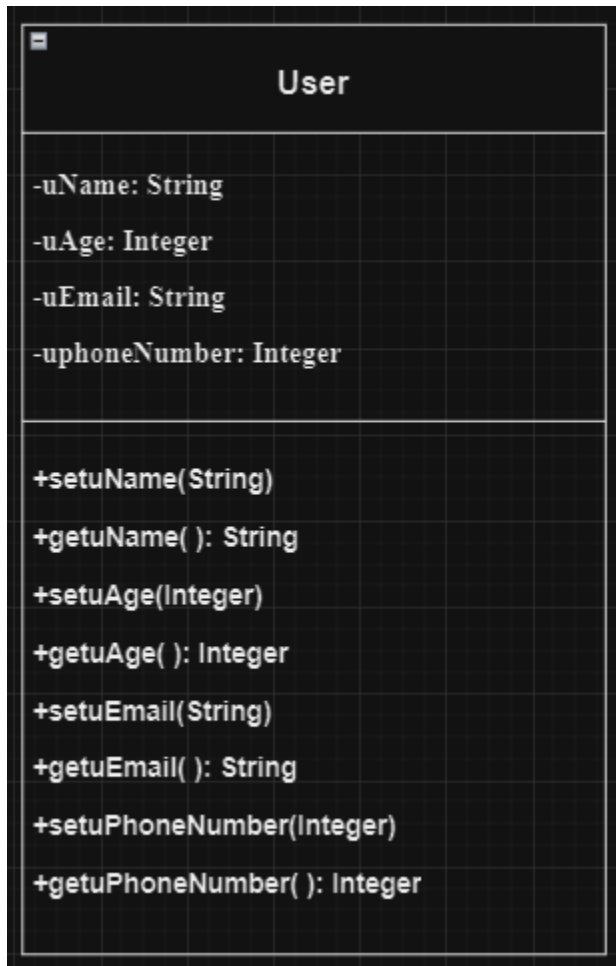 User
-uName: String
-uAge: Integer
-uEmail: String
-uphoneNumber: Integer
+setuName(String)
+getuName( ): String
+setuAge(Integer)
+getuAge( ): Integer
+setuEmail(String)
+getuEmail( ): String
+setuPhoneNumber(Integer)
+getuPhoneNumber( ): Integer